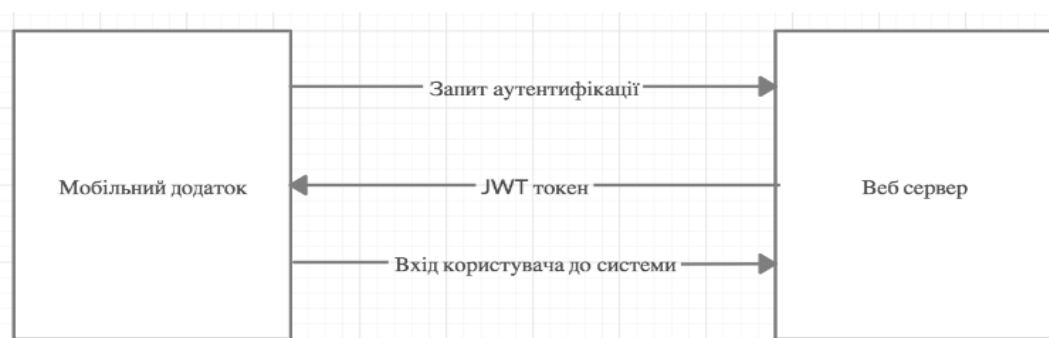 Запит аутентифікації
Мобільний додаток
JWT токен
Веб сервер
Вхід користувача до системи